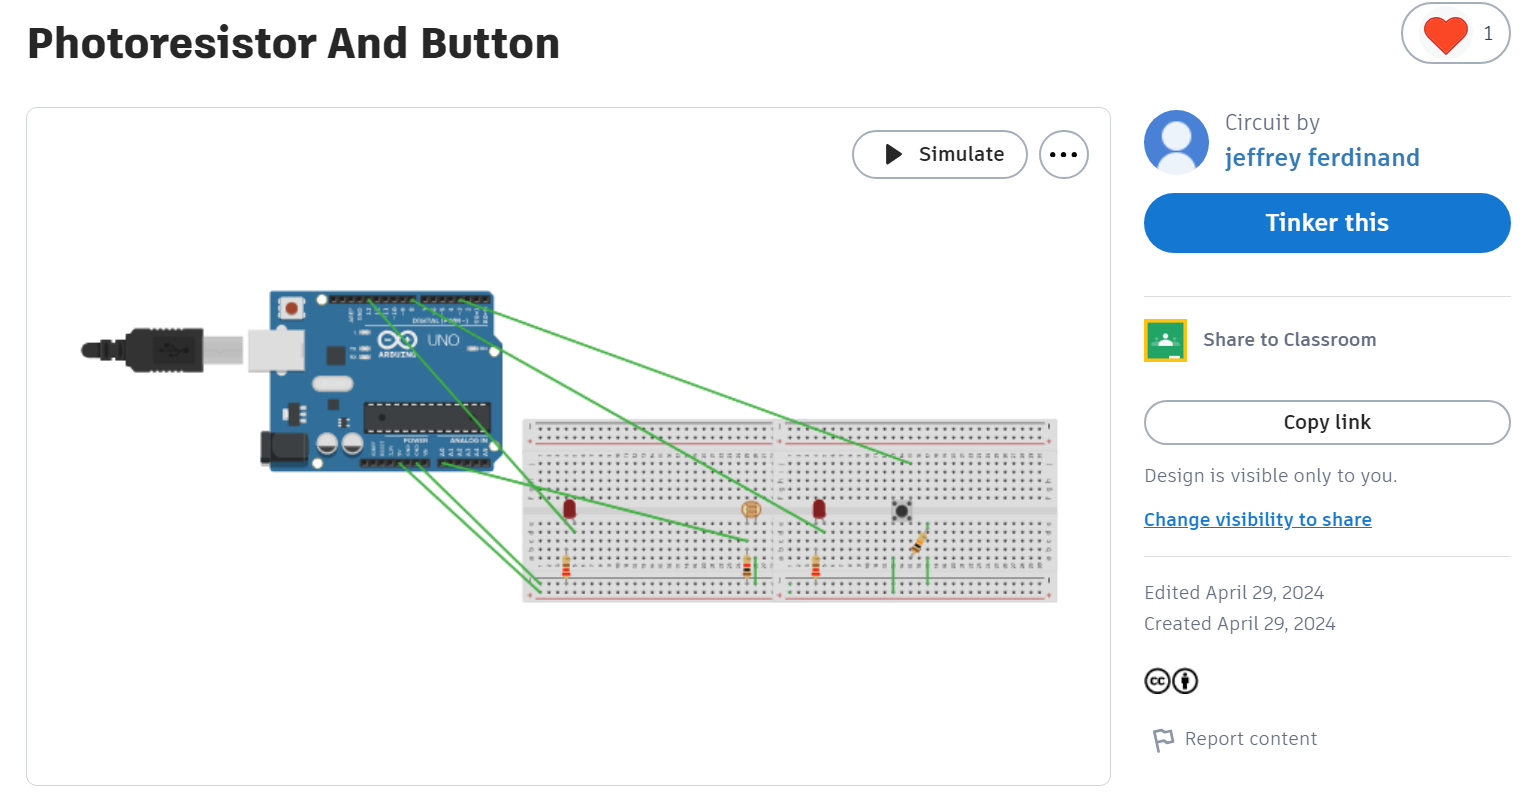 Photoresistor And Button
1
Simulate
Circuit by
jeffrey ferdinand
Tinker this
Share to Classroom
Copy link
Design is visible only to you.
Change visibility to share
Edited April 29, 2024
Created April 29, 2024
cc
Report content
UNO
ARDUINO
POWER
ANALOG IN